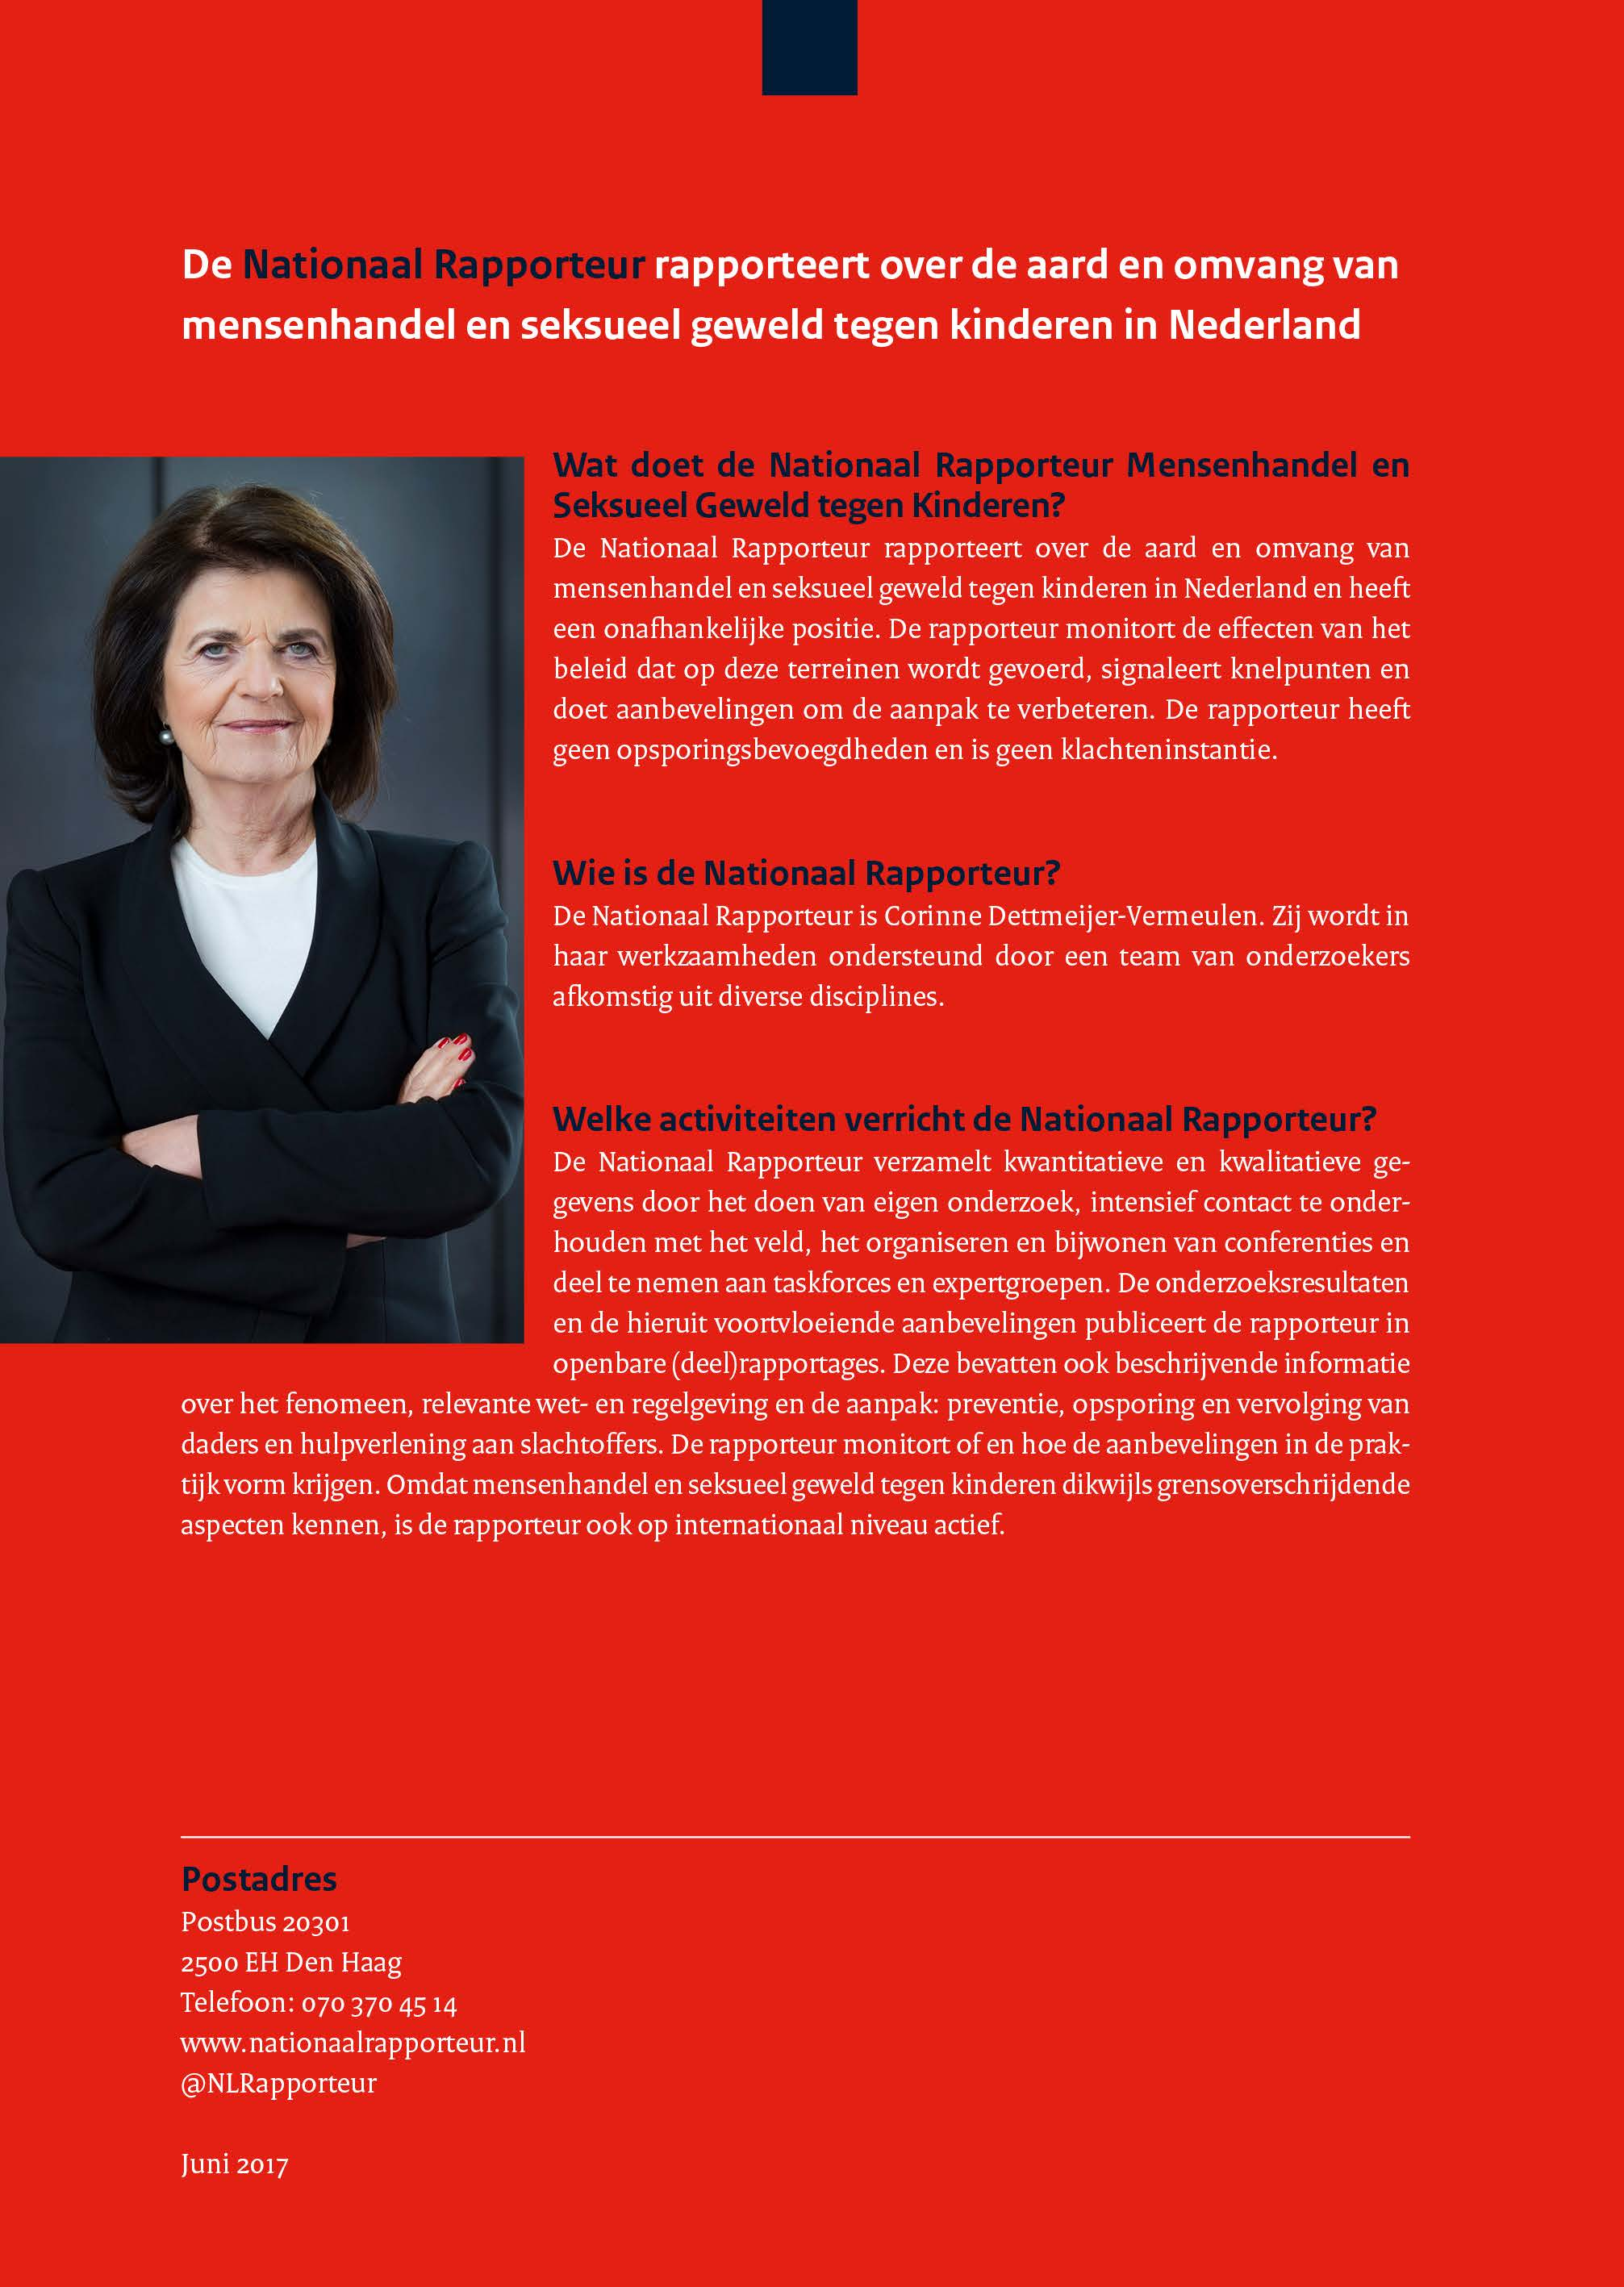 De Nationaal Rapporteur rapporteert over de aard en omvang van
mensenhandel en seksueel geweld tegen kinderen in Nederland
Wat doet de Nationaal Rapporteur Mensenhandel en
Seksueel Geweld tegen Kinderen?
De Nationaal Rapporteur rapporteert over de aard en omvang van
mensenhandel en seksueel geweld tegen kinderen in Nederland en heeft
een onafhankelijke positie. De rapporteur monitort de effecten van het
beleid dat op deze terreinen wordt gevoerd, signaleert knelpunten en
doet aanbevelingen om de aanpak te verbeteren. De rapporteur heeft
geen opsporingsbevoegdheden en is geen klachteninstantie.
Wie is de Nationaal Rapporteur?
De Nationaal Rapporteur is Corinne Dettmeijer-Vermeulen. Zij wordt in
haar werkzaamheden ondersteund door een team van onderzoekers
afkomstig uit diverse disciplines.
Welke activiteiten verricht de Nationaal Rapporteur?
De Nationaal Rapporteur verzamelt kwantitatieve en kwalitatieve ge-
gevens door het doen van eigen onderzoek, intensief contact te onder-
houden met het veld, het organiseren en bijwonen van conferenties en
deel te nemen aan taskforces en expertgroepen. De onderzoeksresultaten
en de hieruit voortvloeiende aanbevelingen publiceert de rapporteur in
openbare (deel)rapportages. Deze bevatten ook beschrijvende informatie
over het fenomeen, relevante wet- en regelgeving en de aanpak: preventie, opsporing en vervolging van
daders en hulpverlening aan slachtoffers. De rapporteur monitort of en hoe de aanbevelingen in de prak-
tijk vorm krijgen. Omdat mensenhandel en seksueel geweld tegen kinderen dikwijls grensoverschrijdende
aspecten kennen, is de rapporteur ook op internationaal niveau actief.
Postadres
Postbus 20301
2500 EH Den Haag
Telefoon: 070 370 45 14
www.nationaalrapporteur.nl
@NLRapporteur
Juni 2017